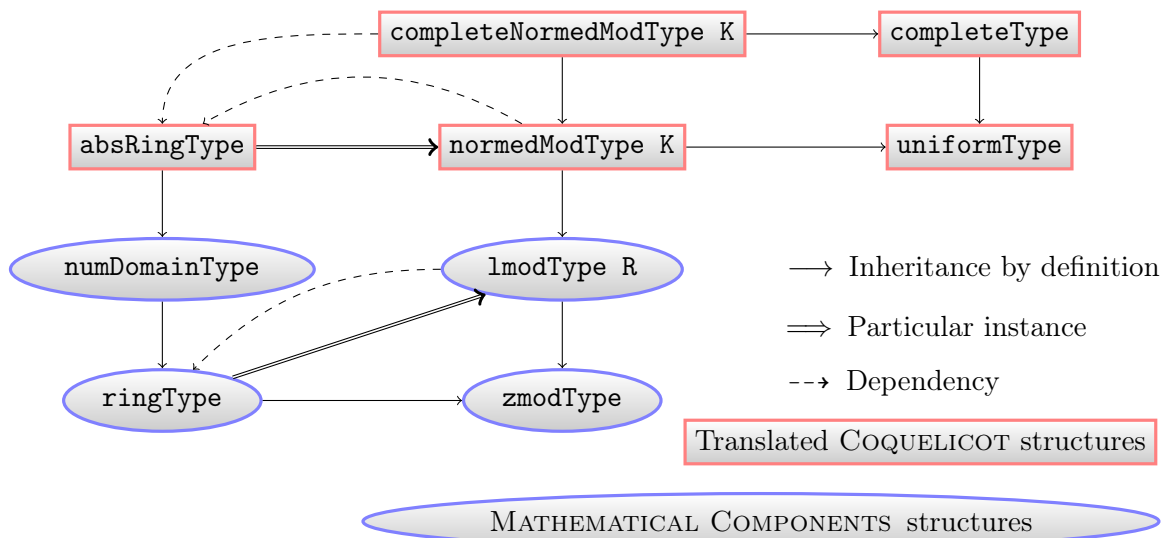 completeNormedModType K
completeType
absRingType
normedModType K
uniformType
numDomainType
lmodType R
Inheritance by definition
Particular instance
Dependency
ringType
zmodType
Translated COQUELICOT structures
MATHEMATICAL COMPONENTS structures